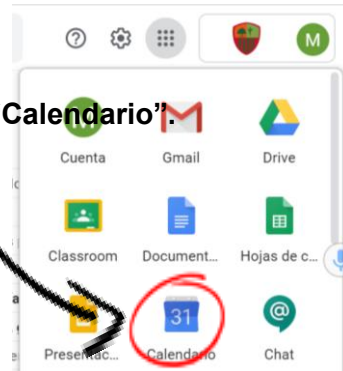 M
Calendario”.
Cuenta Gmail Drive
Classroom Document... Hojas de c...
31
Presentac... Calendario Chat